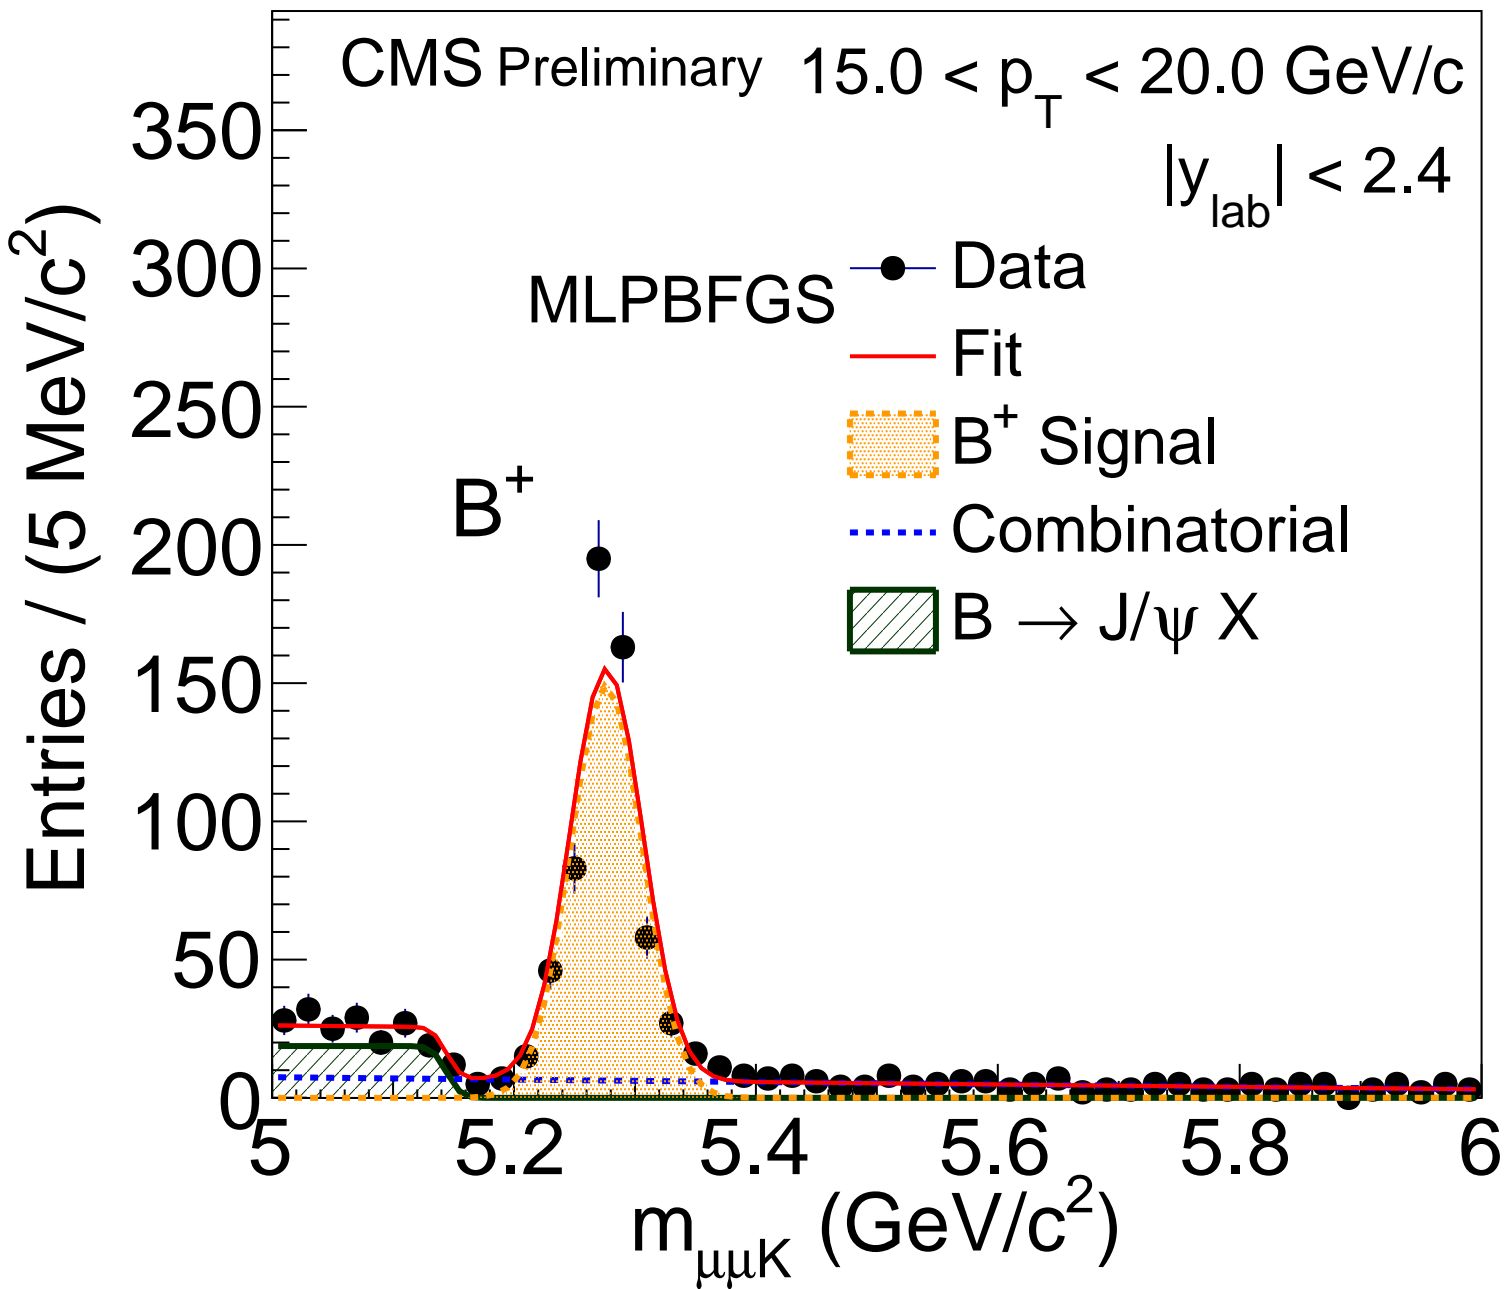 CMS Preliminary 15.0 < p_T < 20.0 GeV/c
|y_lab| < 2.4
MLPBFGS
Data
Fit
B⁺ Signal
Combinatorial
B → J/ψ X
B⁺
Entries / (5 MeV/c²)
350
300
250
200
150
100
50
0
5 5.2 5.4 5.6 5.8 6
m_μμK (GeV/c²)